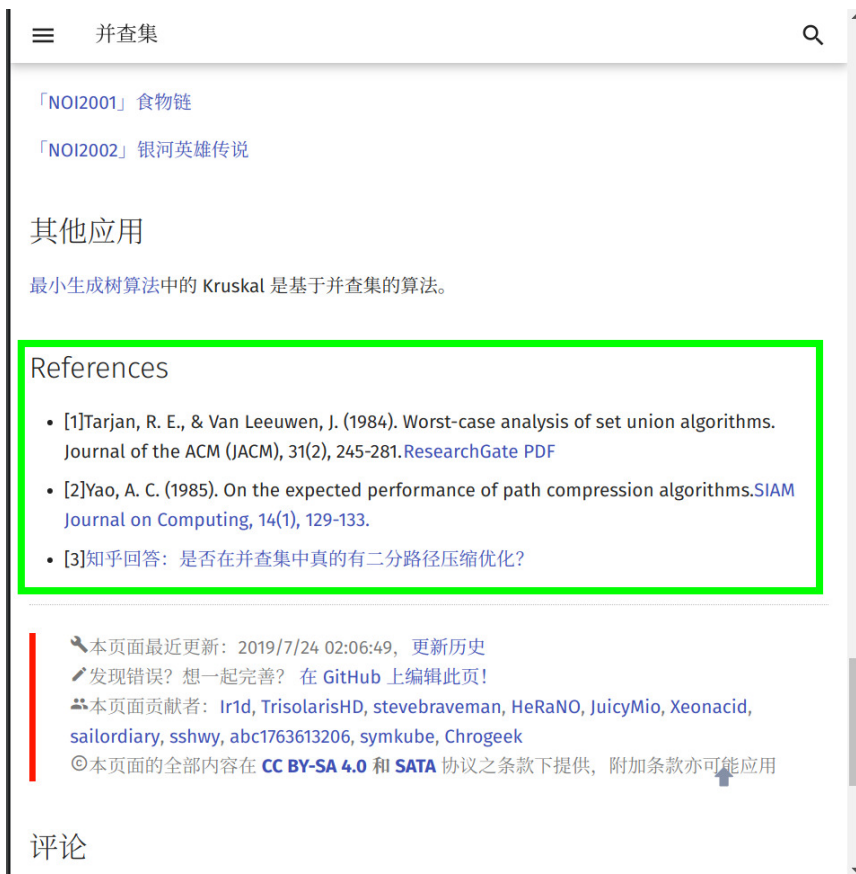 并查集
「NOI2001」食物链
「NOI2002」银河英雄传说
其他应用
最小生成树算法中的 Kruskal 是基于并查集的算法。
References
• [1]Tarjan, R. E., & Van Leeuwen, J. (1984). Worst-case analysis of set union algorithms.
Journal of the ACM (JACM), 31(2), 245-281.ResearchGate PDF
• [2]Yao, A. C. (1985). On the expected performance of path compression algorithms.SIAM
Journal on Computing, 14(1), 129-133.
• [3]知乎回答：是否在并查集中真的有二分路径压缩优化？
本页面最近更新：2019/7/24 02:06:49，更新历史
发现错误？想一起完善？ 在 GitHub 上编辑此页！
本页面贡献者：Ir1d, TrisolarisHD, stevebraveman, HeRaNO, JuicyMio, Xeonacid,
sailordiary, sshwy, abc1763613206, symkube, Chrogeek
©本页面的全部内容在 CC BY-SA 4.0 和 SATA 协议之条款下提供，附加条款亦可能应用
评论